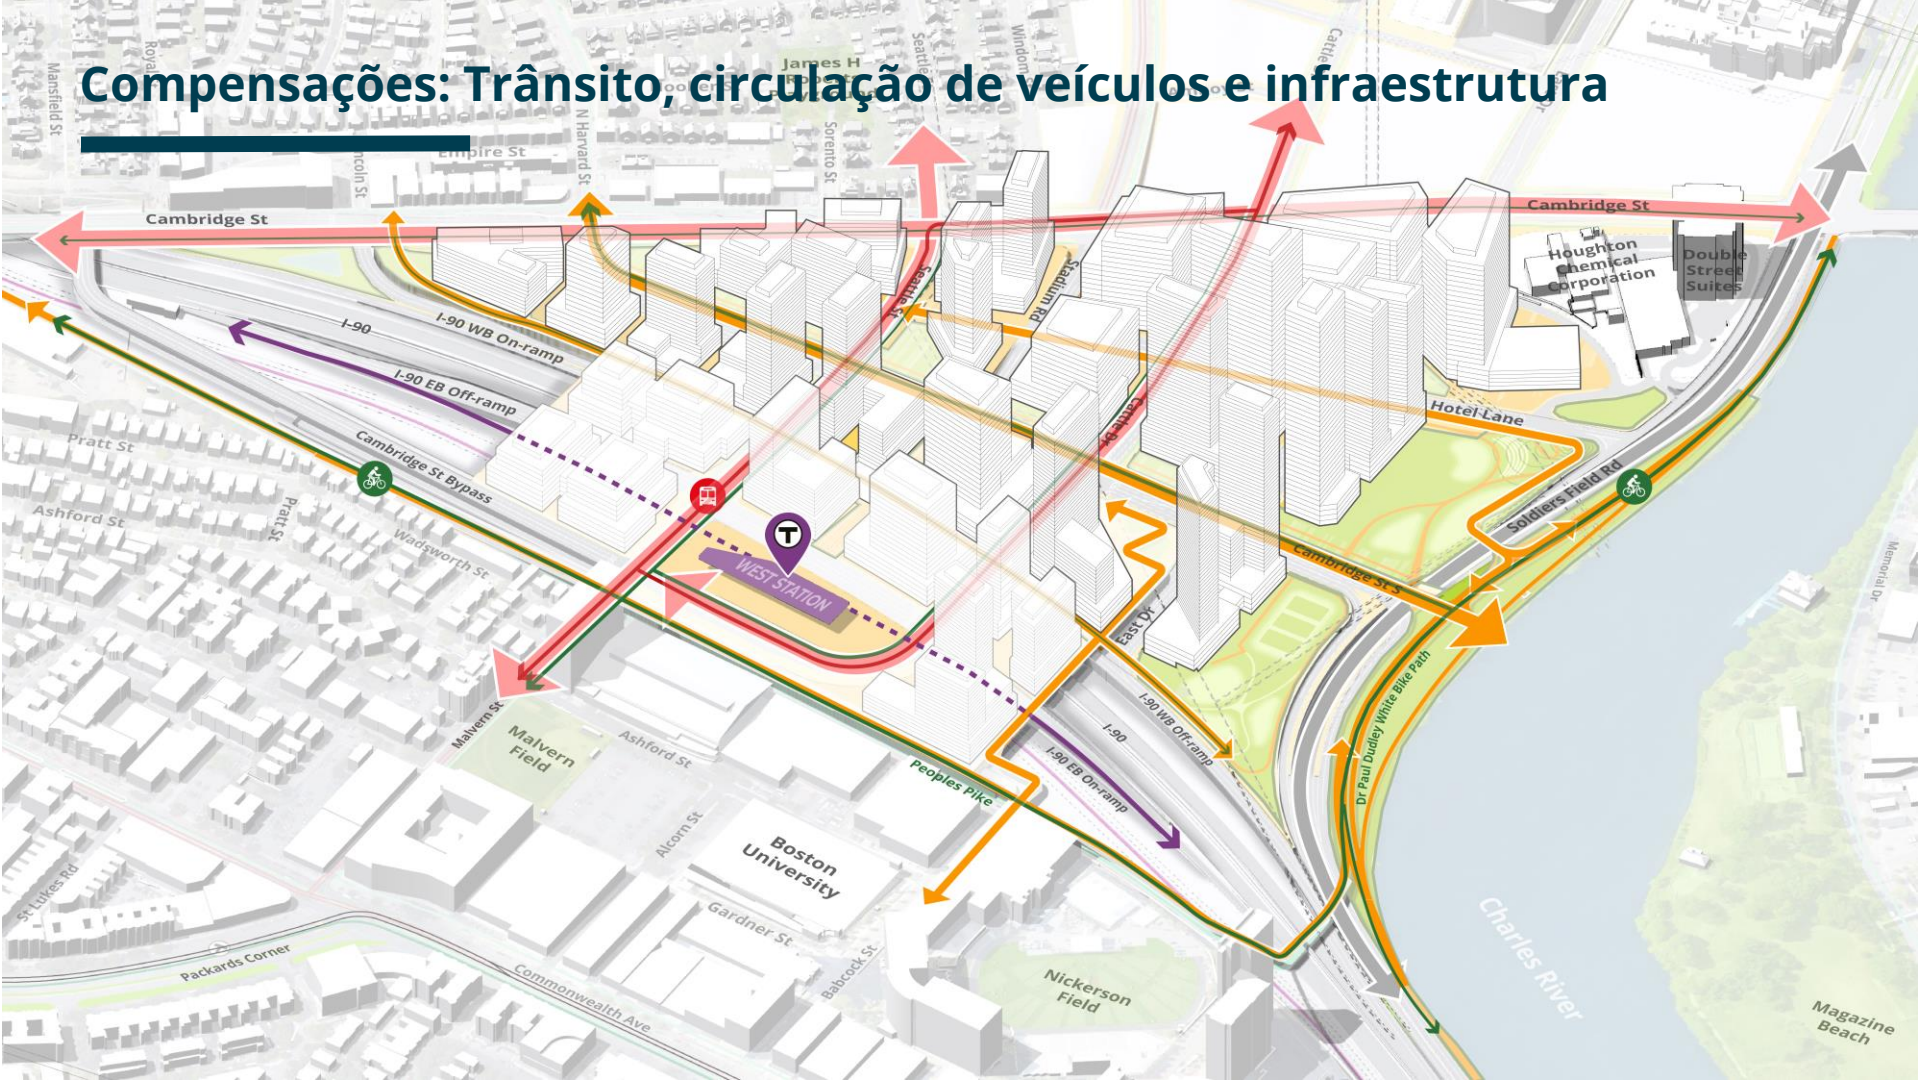 Compensações: Trânsito, circulação de veículos e infraestrutura
Mansfield St
James H
Empire St
N Harvard St
Sorento St
Cambridge St
Cambridge St
Houghton
Chemical
Corporation
Double
Street
Suites
Seattle St
Stadium Rd
I-90
I-90 WB On-ramp
I-90 EB Off-ramp
Cattle Dr
Hotel Lane
Cambridge St Bypass
Pratt St
Pratt St
Ashford St
Wadsworth St
Soldiers Field Rd
T
WEST STATION
Cambridge St S
East Dr
Memorial Dr
Malvern St
Malvern
Field
Ashford St
I-90 WB Off-ramp
I-90
I-90 EB On-ramp
Dr Paul Dudley White Bike Path
Peoples Pike
Alcorn St
Boston
University
St Lukes Rd
Gardner St
Babcock St
Packards Corner
Commonwealth Ave
Nickerson
Field
Charles River
Magazine
Beach